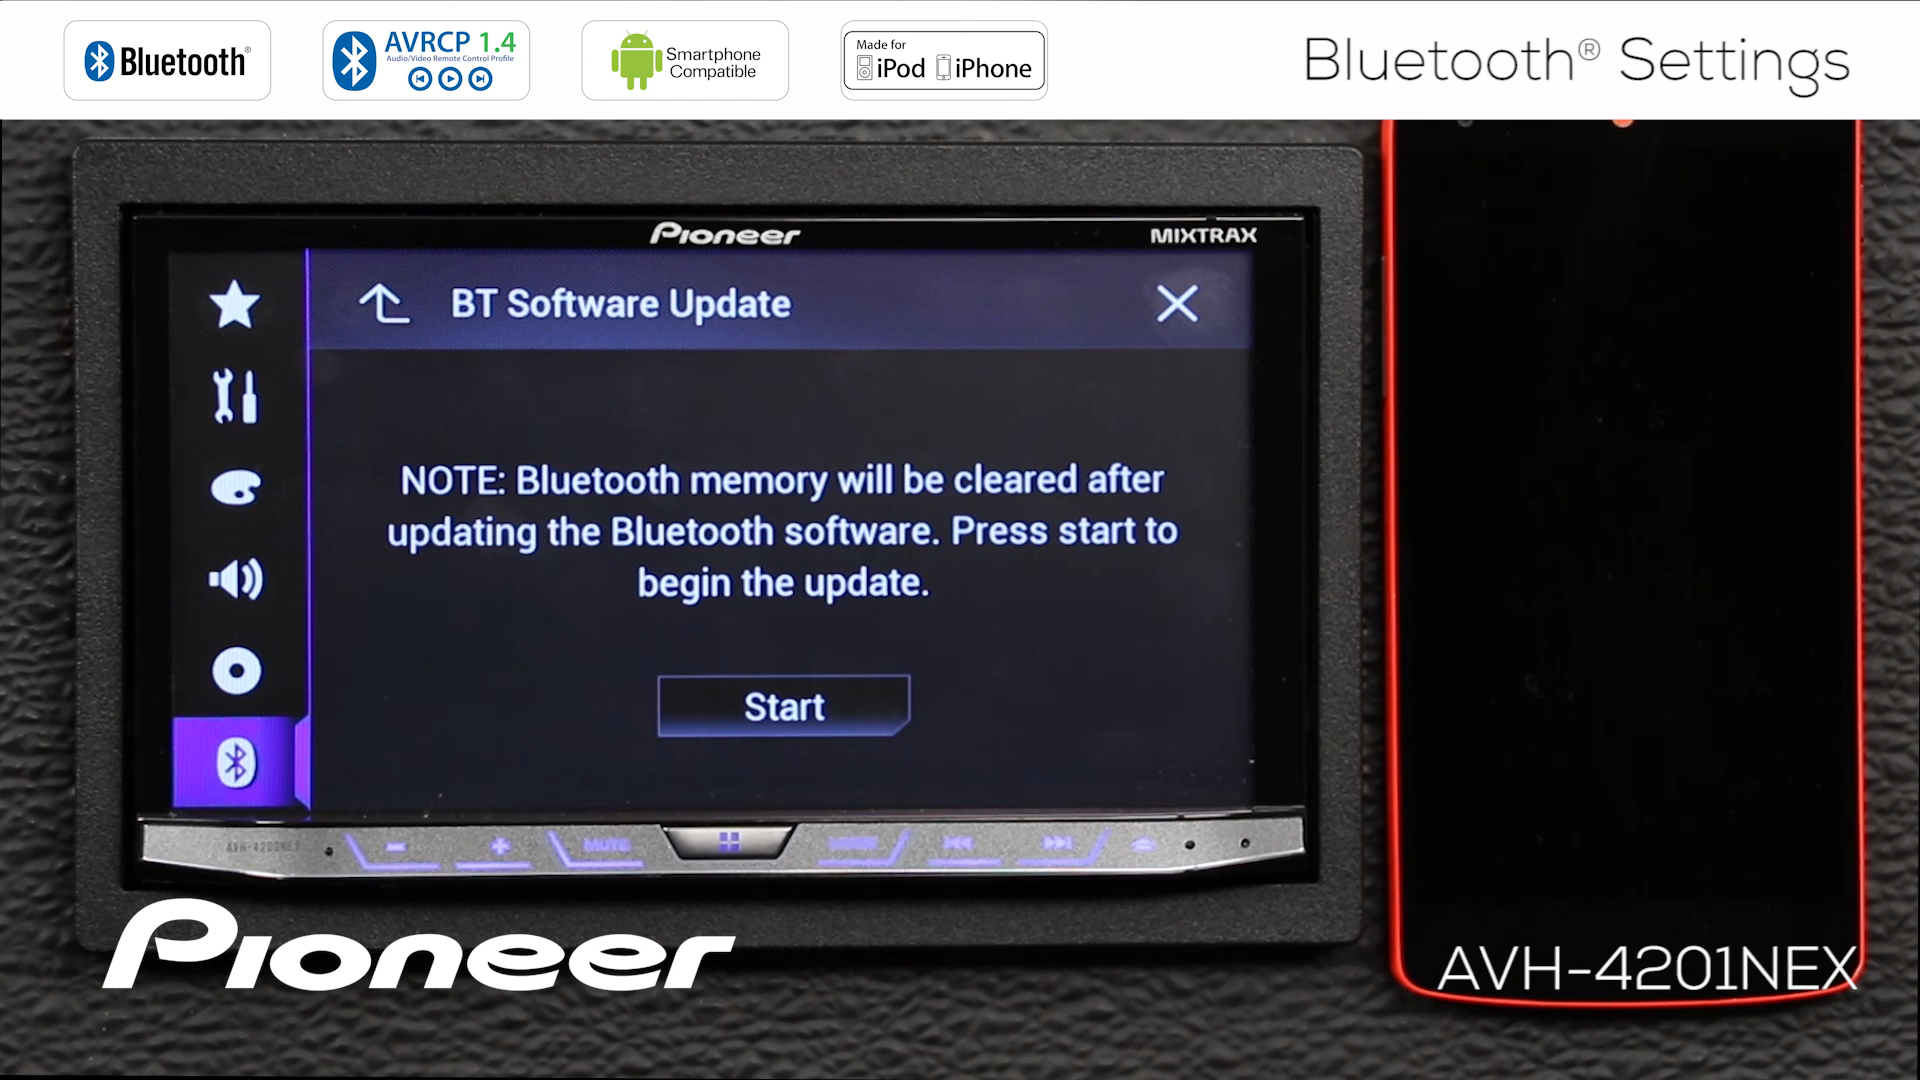 Bluetooth®
AVRCP 1.4
Audio/Video Remote Control Profile
Smartphone
Compatible
Made for
iPod iPhone
Bluetooth® Settings
Pioneer
MIXTRAX
BT Software Update
NOTE: Bluetooth memory will be cleared after
updating the Bluetooth software. Press start to
begin the update.
Start
AVH-4200NEX
MUTE
Pioneer
AVH-4201NEX